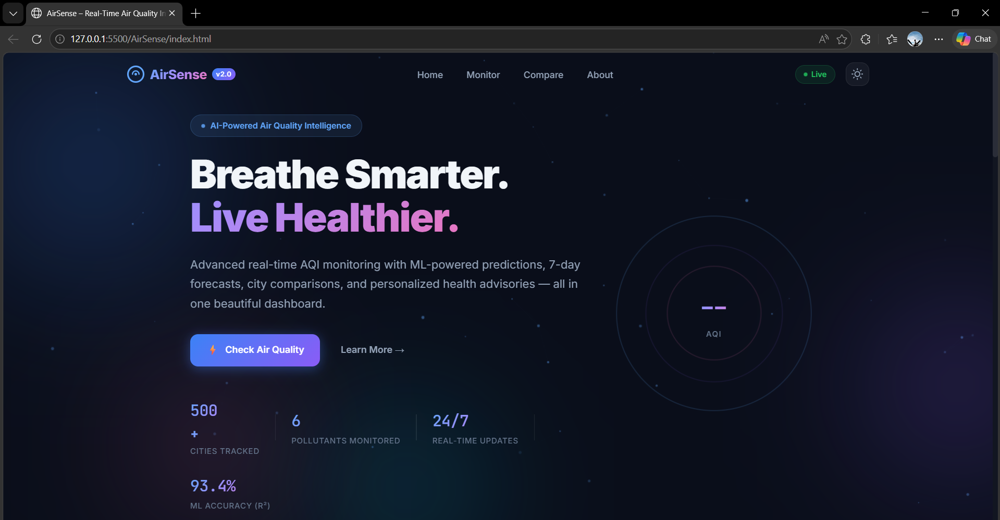 AirSense – Real-Time Air Quality In
127.0.0.1:5500/AirSense/index.html
Chat
AirSense v2.0
Home
Monitor
Compare
About
Live
AI-Powered Air Quality Intelligence
Breathe Smarter.
Live Healthier.
Advanced real-time AQI monitoring with ML-powered predictions, 7-day
forecasts, city comparisons, and personalized health advisories — all in
one beautiful dashboard.
Check Air Quality
Learn More →
--
AQI
500
+
CITIES TRACKED
6
POLLUTANTS MONITORED
24/7
REAL-TIME UPDATES
93.4%
ML ACCURACY (R²)